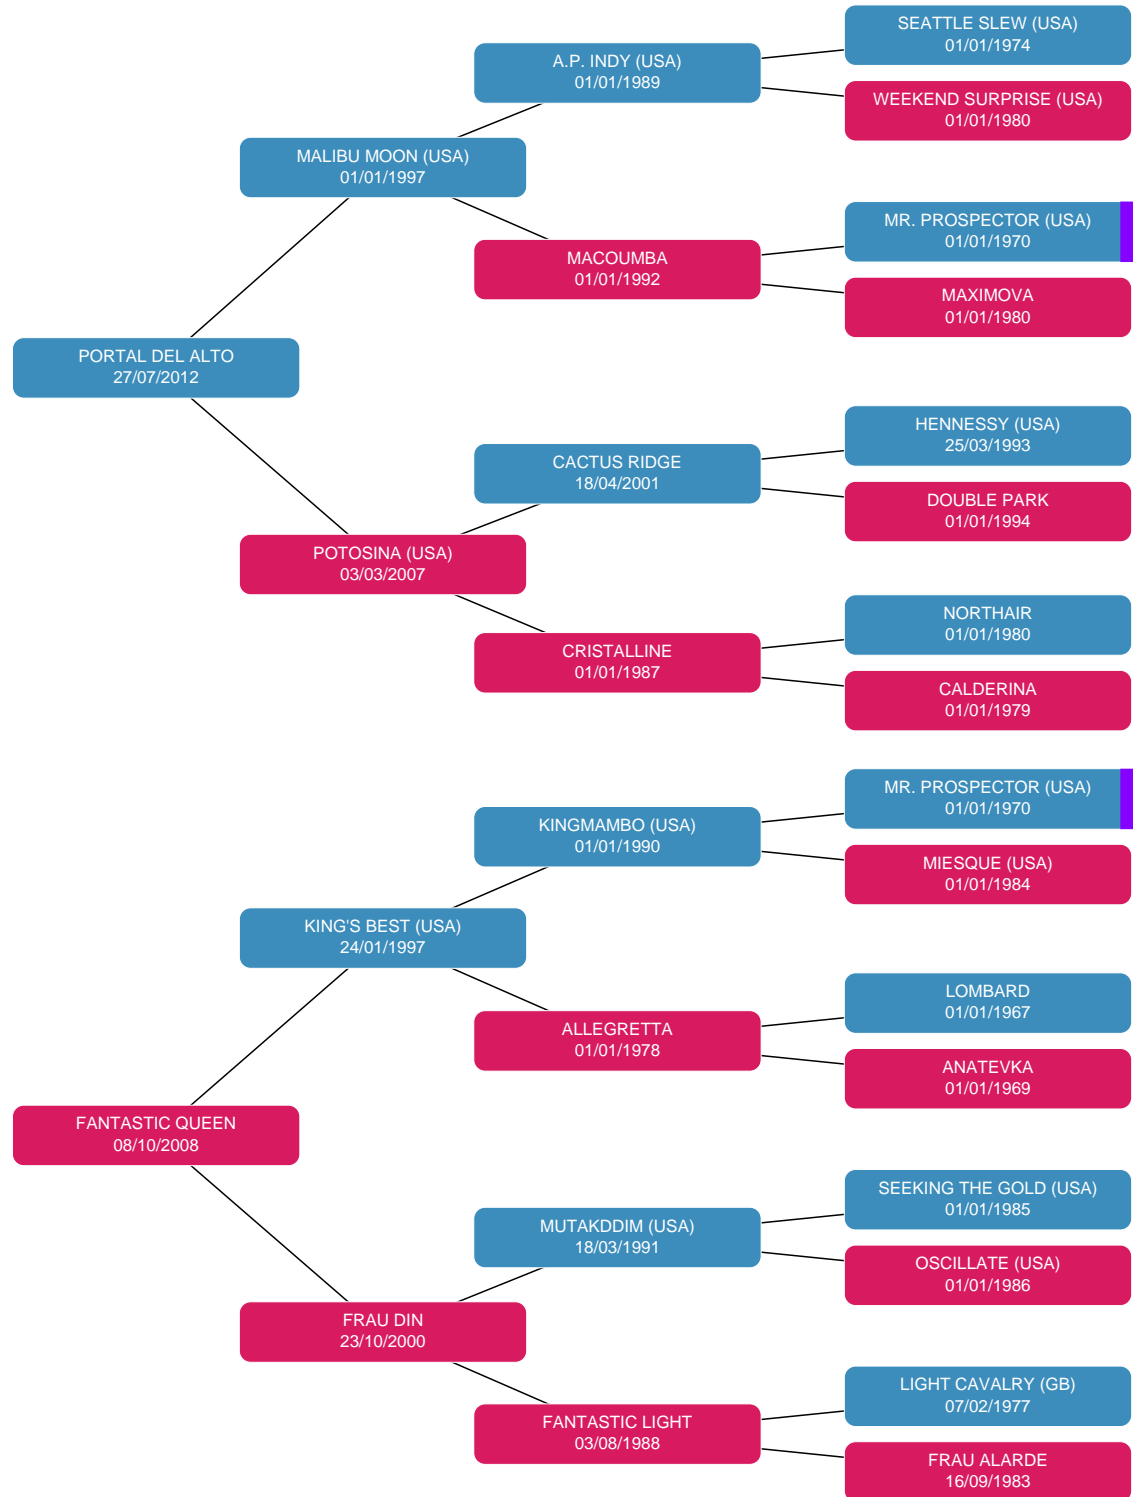 SEATTLE SLEW (USA)
01/01/1974
A.P. INDY (USA)
01/01/1989
WEEKEND SURPRISE (USA)
01/01/1980
MALIBU MOON (USA)
01/01/1997
MR. PROSPECTOR (USA)
01/01/1970
MACOUMBA
01/01/1992
MAXIMOVA
01/01/1980
PORTAL DEL ALTO
27/07/2012
HENNESSY (USA)
25/03/1993
CACTUS RIDGE
18/04/2001
DOUBLE PARK
01/01/1994
POTOSINA (USA)
03/03/2007
NORTHAIR
01/01/1980
CRISTALLINE
01/01/1987
CALDERINA
01/01/1979
MR. PROSPECTOR (USA)
01/01/1970
KINGMAMBO (USA)
01/01/1990
MIESQUE (USA)
01/01/1984
KING'S BEST (USA)
24/01/1997
LOMBARD
01/01/1967
ALLEGRETTA
01/01/1978
ANATEVKA
01/01/1969
FANTASTIC QUEEN
08/10/2008
SEEKING THE GOLD (USA)
01/01/1985
MUTAKDDIM (USA)
18/03/1991
OSCILLATE (USA)
01/01/1986
FRAU DIN
23/10/2000
LIGHT CAVALRY (GB)
07/02/1977
FANTASTIC LIGHT
03/08/1988
FRAU ALARDE
16/09/1983